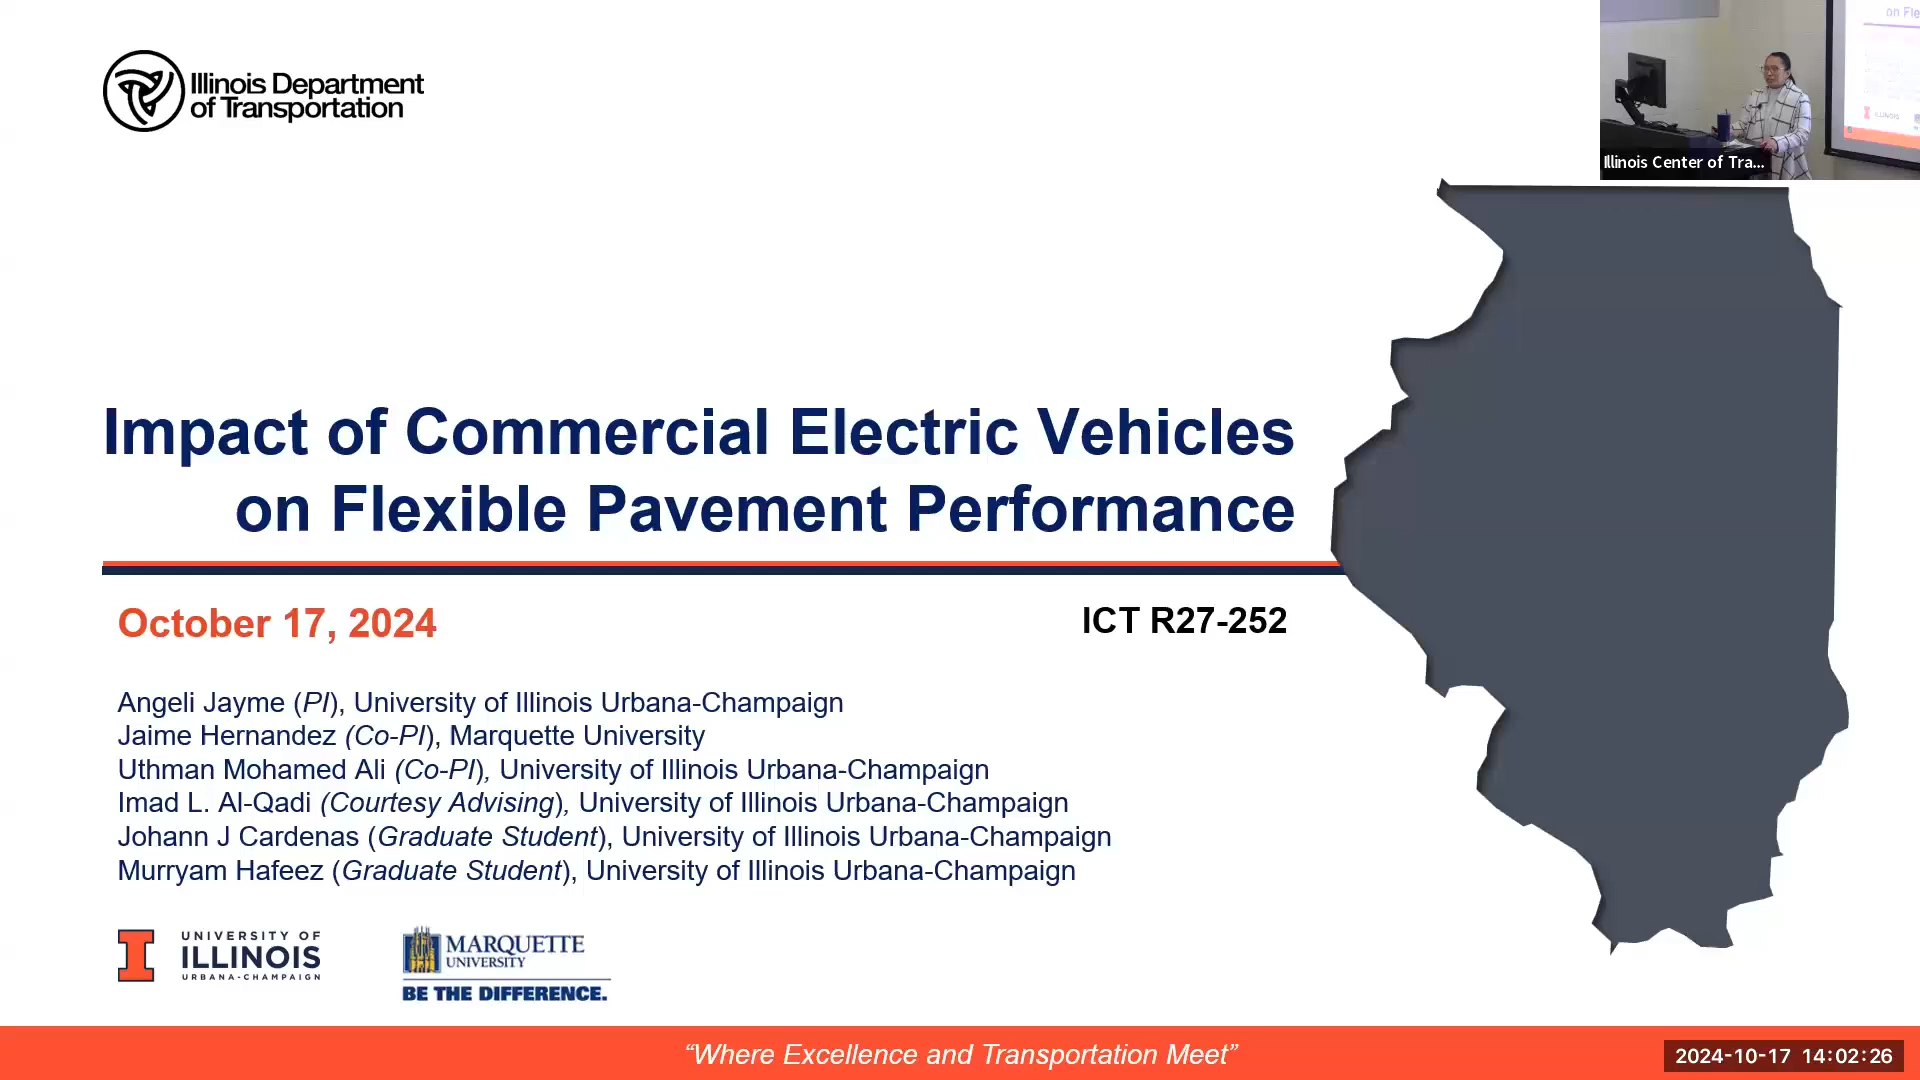 Illinois Department
of Transportation
on Fle
ILLINOIS
Illinois Center of Tra...
Impact of Commercial Electric Vehicles
on Flexible Pavement Performance
October 17, 2024
ICT R27-252
Angeli Jayme (PI), University of Illinois Urbana-Champaign
Jaime Hernandez (Co-PI), Marquette University
Uthman Mohamed Ali (Co-PI), University of Illinois Urbana-Champaign
Imad L. Al-Qadi (Courtesy Advising), University of Illinois Urbana-Champaign
Johann J Cardenas (Graduate Student), University of Illinois Urbana-Champaign
Murryam Hafeez (Graduate Student), University of Illinois Urbana-Champaign
UNIVERSITY OF
ILLINOIS
URBANA-CHAMPAIGN
MARQUETTE
UNIVERSITY
BE THE DIFFERENCE.
“Where Excellence and Transportation Meet”
2024-10-17 14:02:26